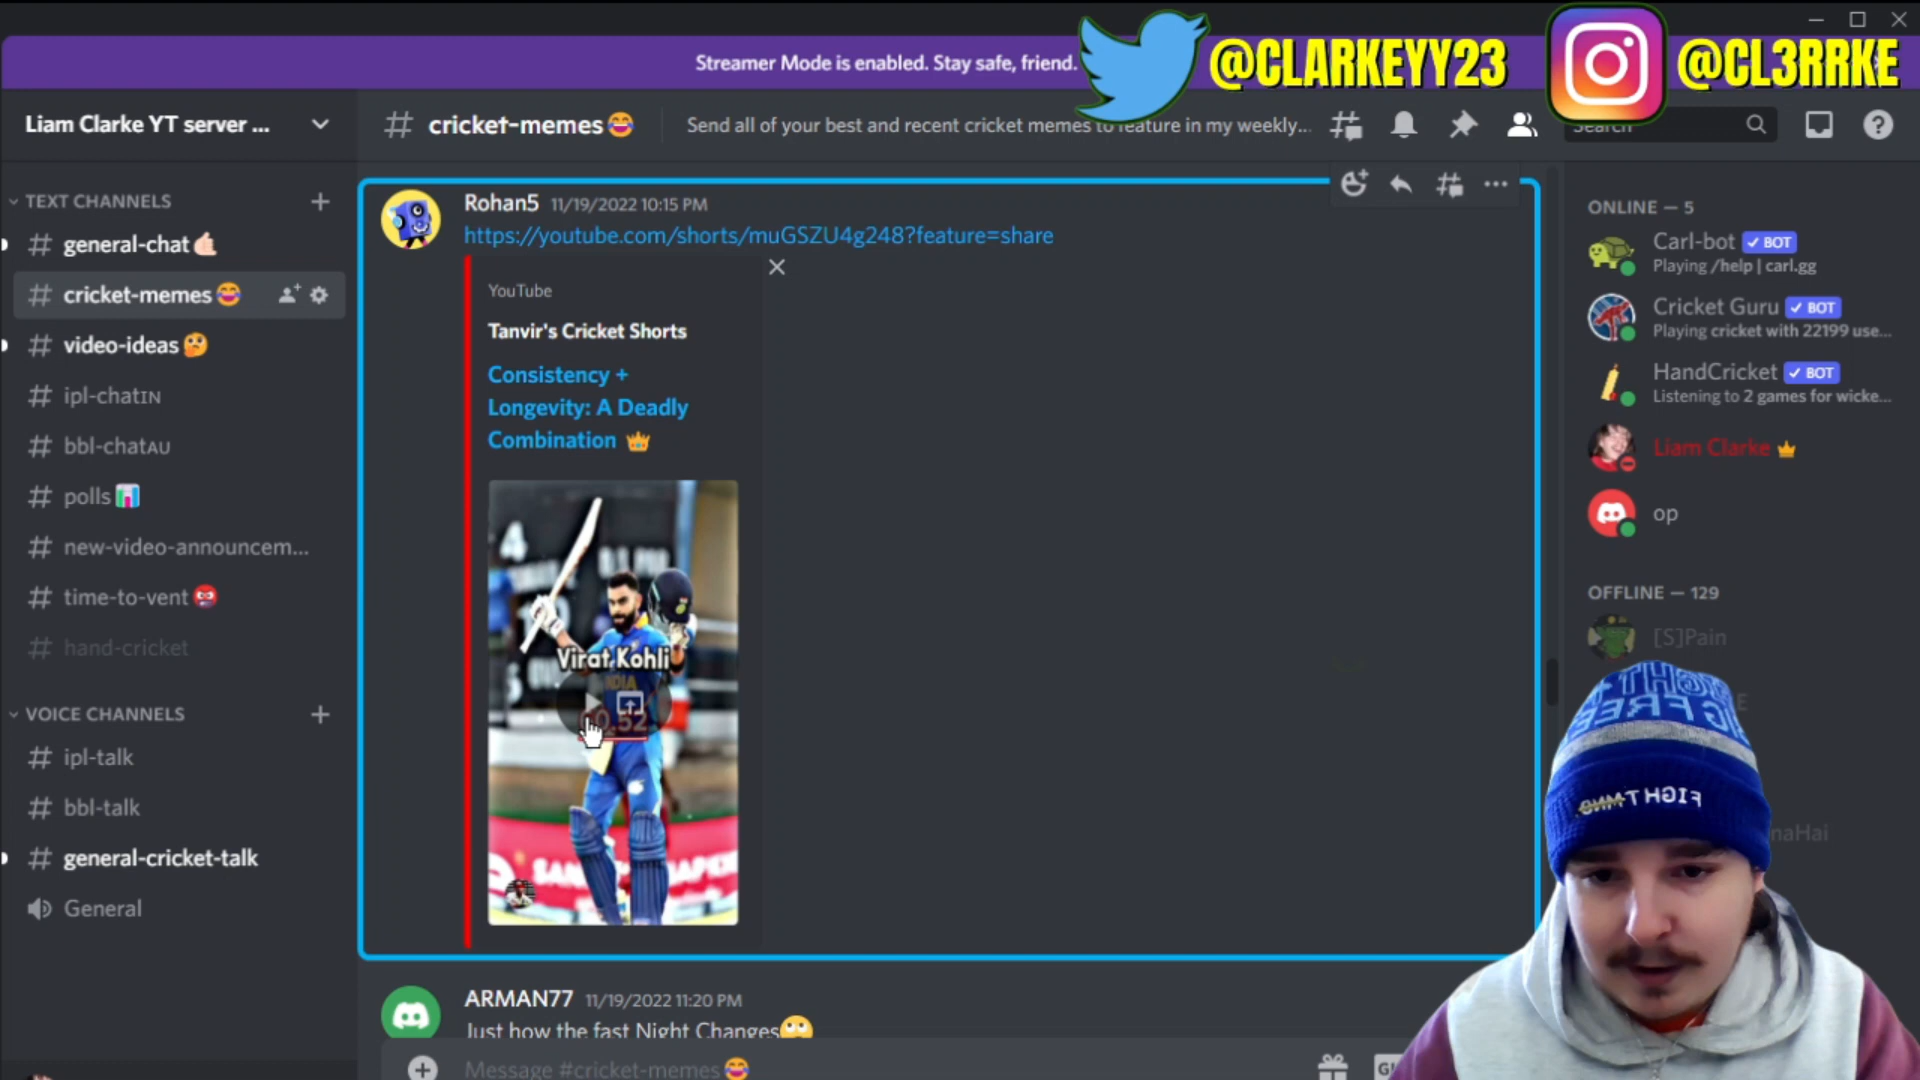 Streamer Mode is enabled. Stay safe, friend.
@CLARKEYY23
@CL3RRKE
Liam Clarke YT server ...
cricket-memes😂
Send all of your best and recent cricket memes to feature in my weekly...
Search
TEXT CHANNELS
general-chat🤙🏻
cricket-memes😂
video-ideas🤔
ipl-chatIN
bbl-chatAU
polls📊
new-video-announcem...
time-to-vent👹
hand-cricket
VOICE CHANNELS
ipl-talk
bbl-talk
general-cricket-talk
General
Rohan5 11/19/2022 10:15 PM
https://youtube.com/shorts/muGSZU4g248?feature=share
YouTube
Tanvir's Cricket Shorts
Consistency +
Longevity: A Deadly
Combination 👑
4
Virat Kohli
INDIA
ARMAN77 11/19/2022 11:20 PM
Just how the fast Night Changes🙄
Message #cricket-memes😂
ONLINE — 5
Carl-bot ✓ BOT
Playing /help | carl.gg
Cricket Guru ✓ BOT
Playing cricket with 22199 use...
HandCricket ✓ BOT
Listening to 2 games for wicke...
Liam Clarke 👑
op
OFFLINE — 129
[S]Pain
naHai